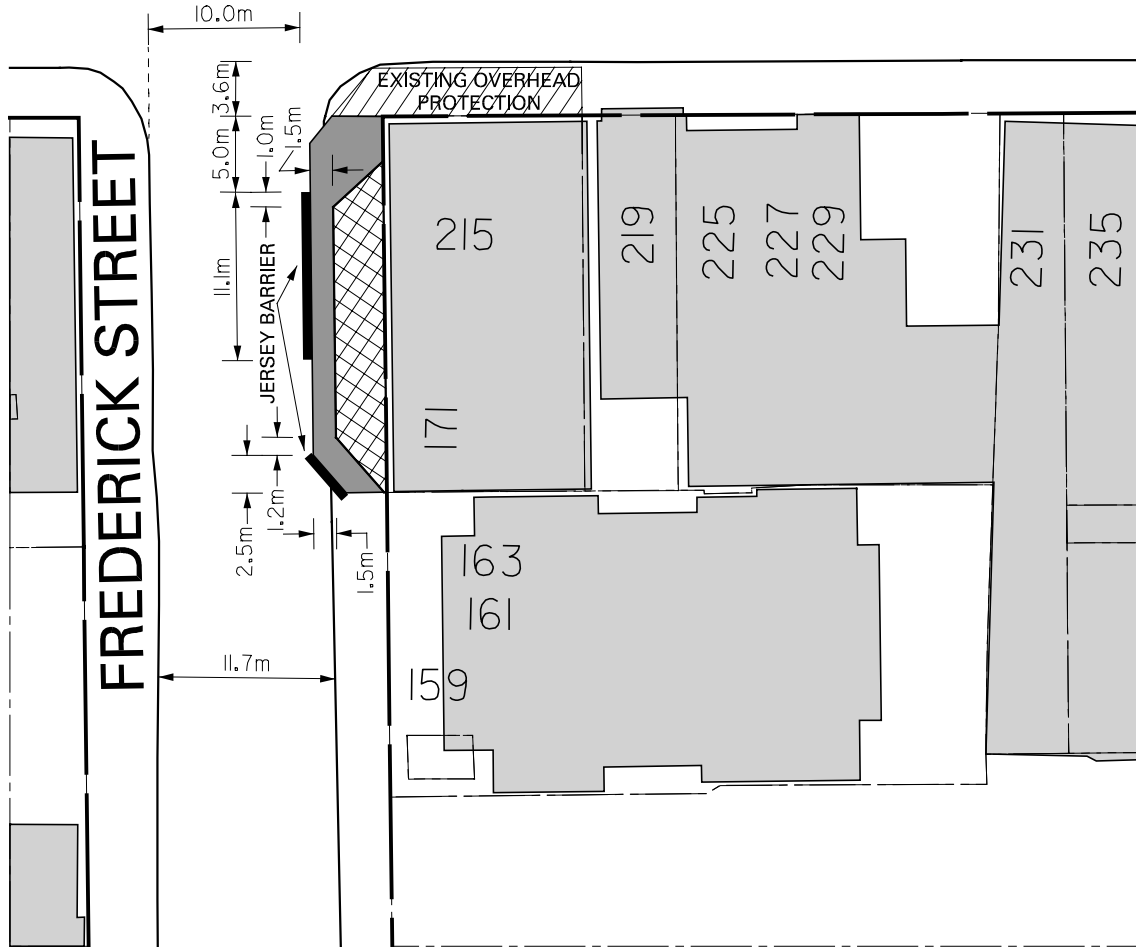 10.0m
3.6m
EXISTING OVERHEAD
PROTECTION
5.0m
1.0m
1.5m
11.1m
JERSEY BARRIER
FREDERICK STREET
215
171
219
225
227
229
231
235
2.5m
1.2m
1.5m
163
161
159
11.7m